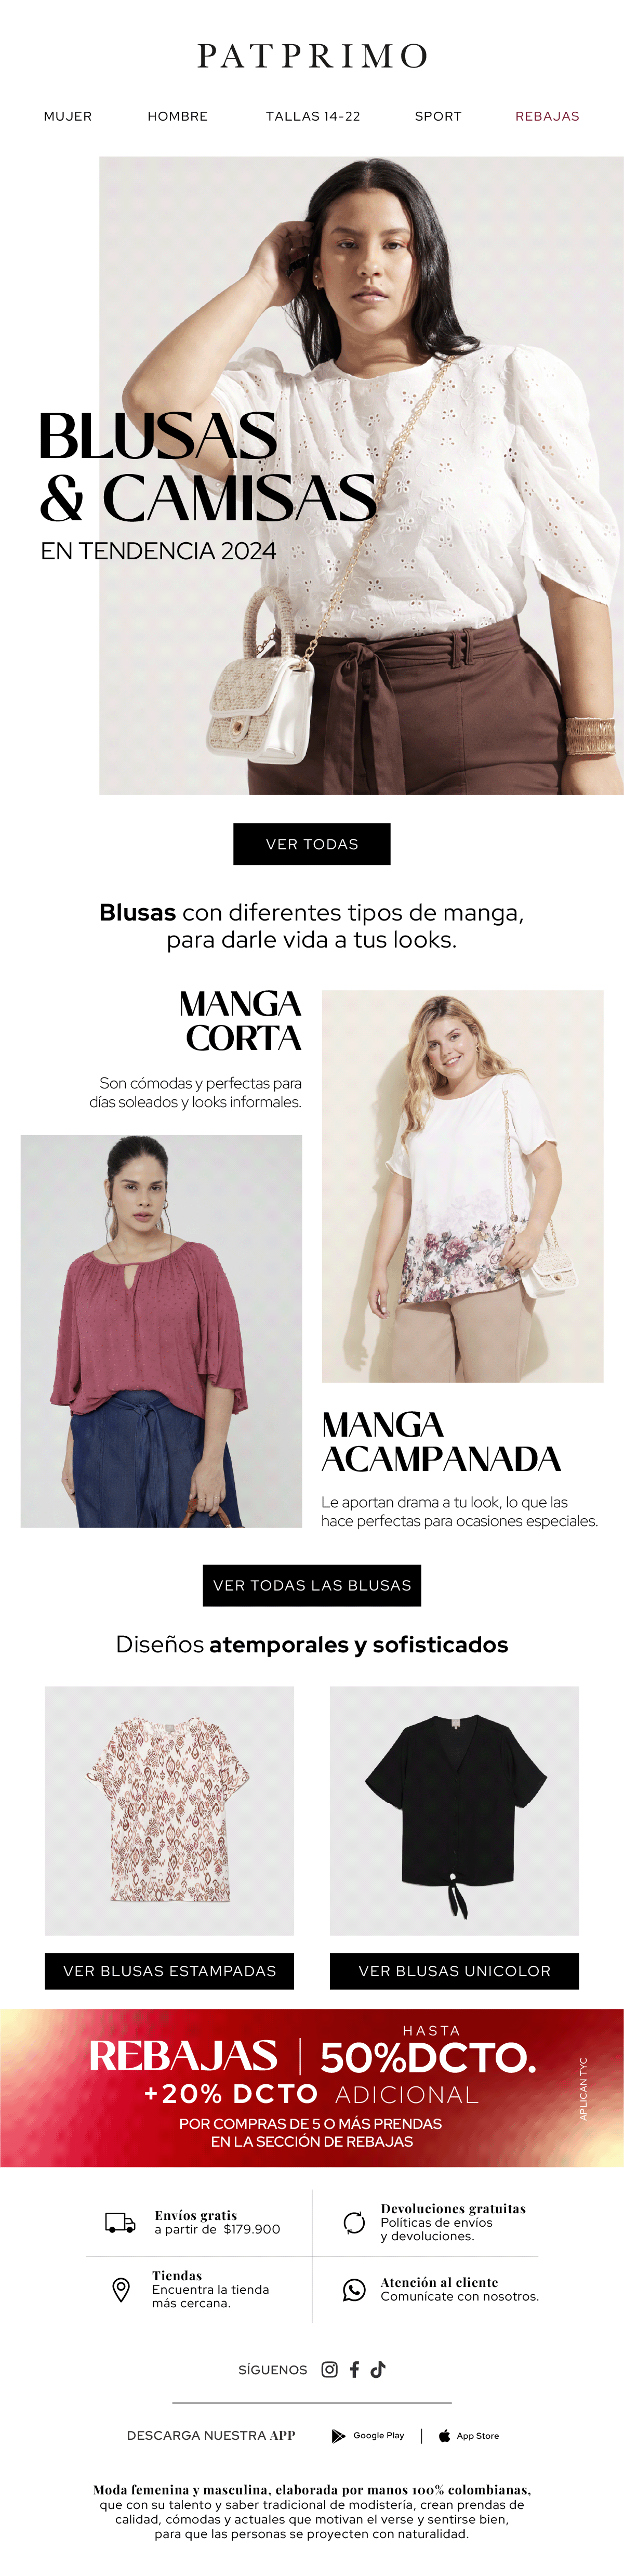 PATPRIMO
MUJER HOMBRE TALLAS 14-22 SPORT REBAJAS
BLUSAS
& CAMISAS
EN TENDENCIA 2024
VER TODAS
Blusas con diferentes tipos de manga,
para darle vida a tus looks.
MANGA
CORTA
Son cómodas y perfectas para
días soleados y looks informales.
MANGA
ACAMPANADA
Le aportan drama a tu look, lo que las
hace perfectas para ocasiones especiales.
VER TODAS LAS BLUSAS
Diseños atemporales y sofisticados
VER BLUSAS ESTAMPADAS
VER BLUSAS UNICOLOR
REBAJAS
HASTA
50%DCTO.
+20% DCTO ADICIONAL
POR COMPRAS DE 5 O MÁS PRENDAS
EN LA SECCIÓN DE REBAJAS
APLICAN TYC
Envíos gratis
a partir de $179.900
Devoluciones gratuitas
Políticas de envíos
y devoluciones.
Tiendas
Encuentra la tienda
más cercana.
Atención al cliente
Comunícate con nosotros.
SÍGUENOS
DESCARGA NUESTRA APP
Google Play
App Store
Moda femenina y masculina, elaborada por manos 100% colombianas,
que con su talento y saber tradicional de modistería, crean prendas de
calidad, cómodas y actuales que motivan el verse y sentirse bien,
para que las personas se proyecten con naturalidad.